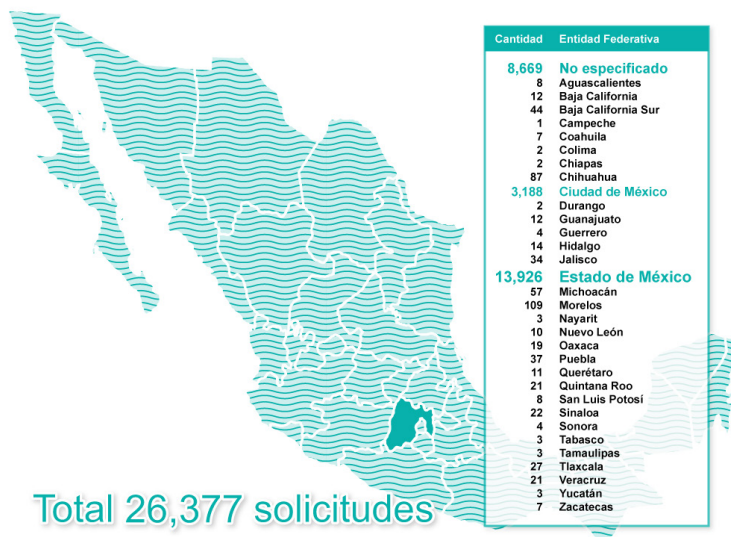 Cantidad Entidad Federativa
8,669 No especificado
8 Aguascalientes
12 Baja California
44 Baja California Sur
1 Campeche
7 Coahuila
2 Colima
2 Chiapas
87 Chihuahua
3,188 Ciudad de México
2 Durango
12 Guanajuato
4 Guerrero
14 Hidalgo
34 Jalisco
13,926 Estado de México
57 Michoacán
109 Morelos
3 Nayarit
10 Nuevo León
19 Oaxaca
37 Puebla
11 Querétaro
21 Quintana Roo
8 San Luis Potosí
22 Sinaloa
4 Sonora
3 Tabasco
3 Tamaulipas
27 Tlaxcala
21 Veracruz
3 Yucatán
7 Zacatecas
Total 26,377 solicitudes